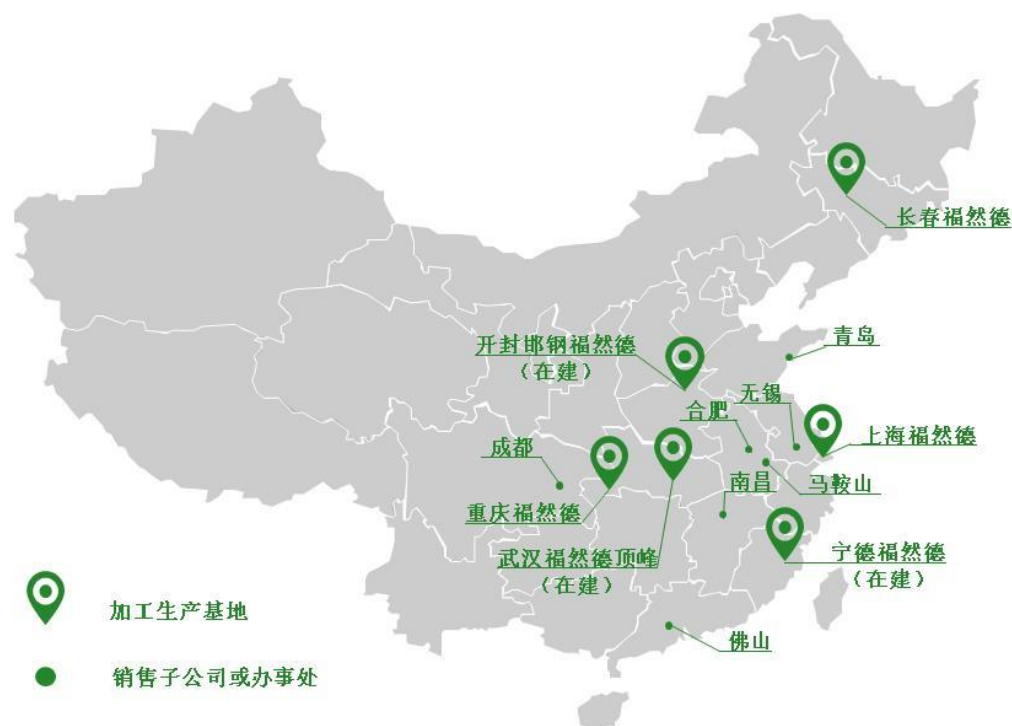 长春福然德
青岛
开封邯钢福然德
（在建）
无锡
合肥
上海福然德
成都
南昌
马鞍山
重庆福然德
武汉福然德顶峰
（在建）
宁德福然德
（在建）
加工生产基地
佛山
销售子公司或办事处